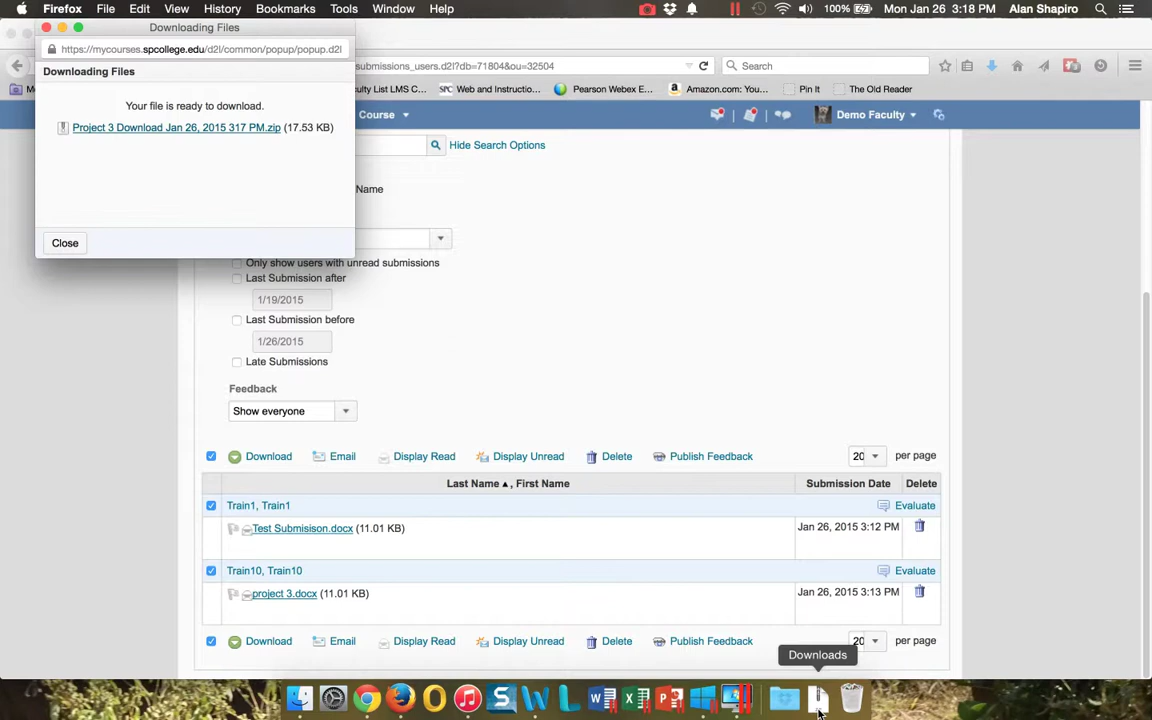 Firefox File Edit View History Bookmarks Tools Window Help 100% Mon Jan 26 3:18 PM Alan Shapiro
Downloading Files
https://mycourses.spcollege.edu/d2l/common/popup/popup.d2l
submissions_users.d2l?db=71804&ou=32504 Search
Downloading Files
culty List LMS C... SPC Web and Instructio... Pearson Webex E... Amazon.com: You... Pin It The Old Reader
Your file is ready to download.
Course Demo Faculty
Project 3 Download Jan 26, 2015 317 PM.zip (17.53 KB)
Hide Search Options
Name
Close
Only show users with unread submissions
Last Submission after
1/19/2015
Last Submission before
1/26/2015
Late Submissions
Feedback
Show everyone
Download Email Display Read Display Unread Delete Publish Feedback 20 per page
Last Name ▲, First Name Submission Date Delete
Train1, Train1 Evaluate
Test Submisison.docx (11.01 KB) Jan 26, 2015 3:12 PM
Train10, Train10 Evaluate
project 3.docx (11.01 KB) Jan 26, 2015 3:13 PM
Download Email Display Read Display Unread Delete Publish Feedback 20 per page
Downloads